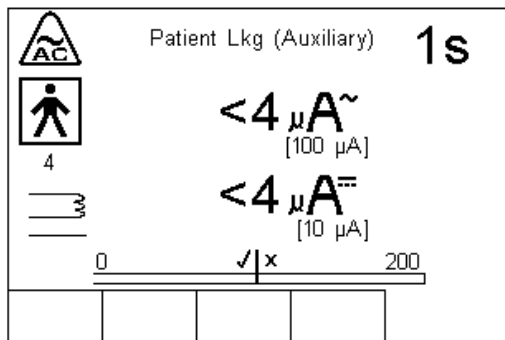 AC
Patient Lkg (Auxiliary)
1s
<4 μA~
[100 μA]
4
<4 μA⎓
[10 μA]
0
✓
x
200